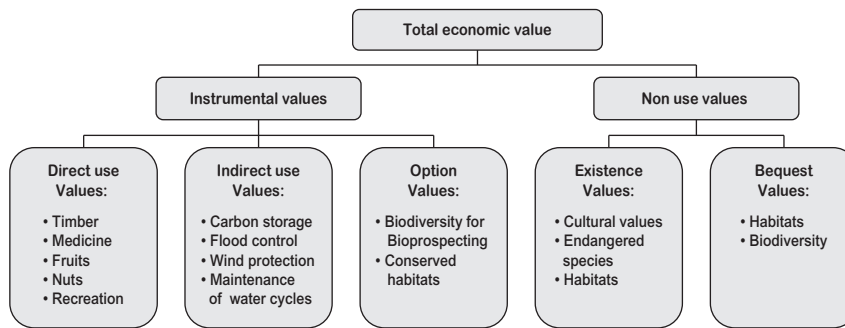 Total economic value
Instrumental values
Non use values
Direct use
Values:
• Timber
• Medicine
• Fruits
• Nuts
• Recreation
Indirect use
Values:
• Carbon storage
• Flood control
• Wind protection
• Maintenance
of water cycles
Option
Values:
• Biodiversity for
Bioprospecting
• Conserved
habitats
Existence
Values:
• Cultural values
• Endangered
species
• Habitats
Bequest
Values:
• Habitats
• Biodiversity